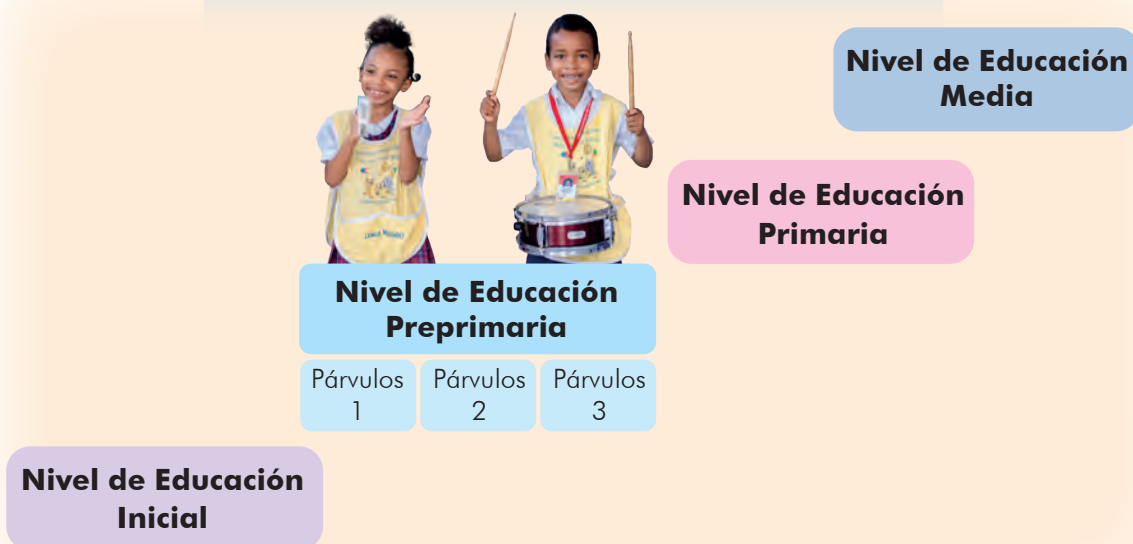 Nivel de Educación
Media
Nivel de Educación
Primaria
Nivel de Educación
Preprimaria
Párvulos
1
Párvulos
2
Párvulos
3
Nivel de Educación
Inicial